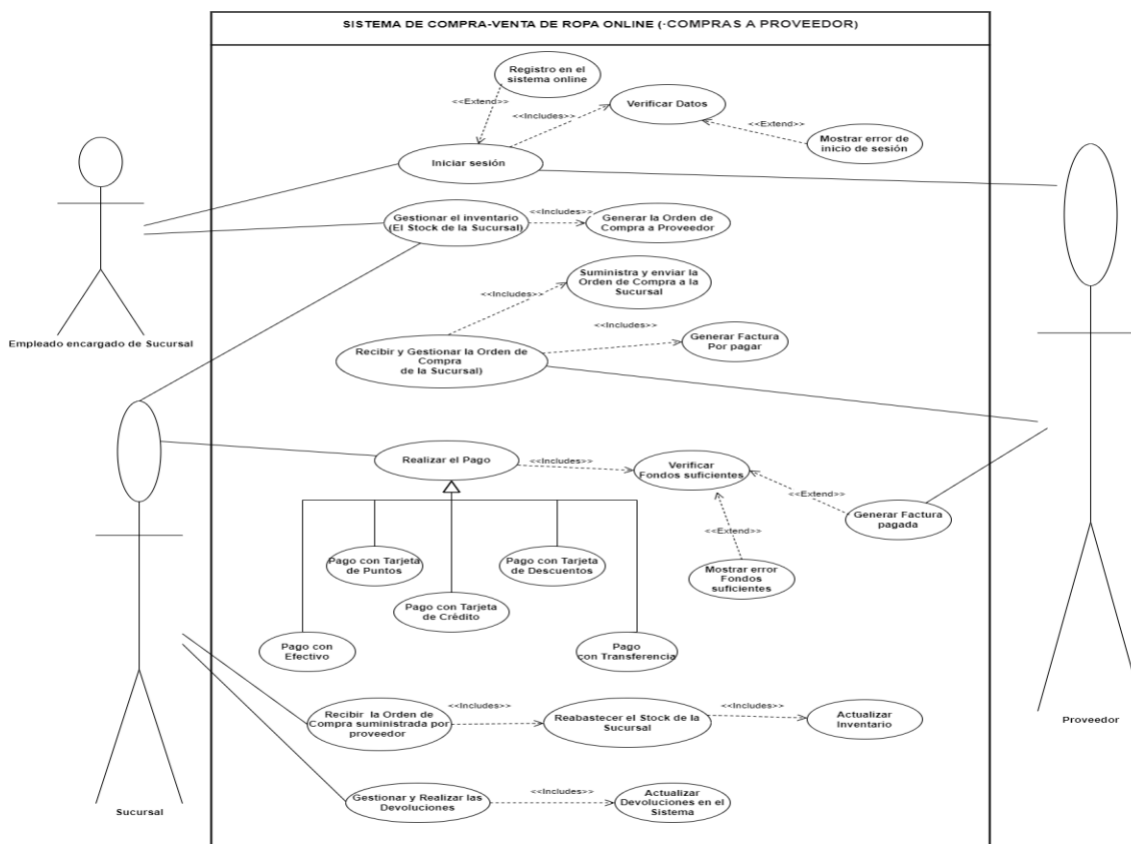 SISTEMA DE COMPRA-VENTA DE ROPA ONLINE (-COMPRAS A PROVEEDOR)
Registro en el
sistema online
<<Extend>>
Verificar Datos
<<Includes>>
<<Extend>>
Mostrar error de
inicio de sesión
Iniciar sesión
Gestionar el inventario
(El Stock de la Sucursal)
<<Includes>>
Generar la Orden de
Compra a Proveedor
Empleado encargado de Sucursal
Suministra y enviar la
Orden de Compra a la
Sucursal
<<Includes>>
<<Includes>>
Generar Factura
Por pagar
Recibir y Gestionar la Orden de
Compra
de la Sucursal)
Realizar el Pago
<<Includes>>
Verificar
Fondos suficientes
<<Extend>>
Generar Factura
pagada
<<Extend>>
Mostrar error
Fondos
suficientes
Pago con Tarjeta
de Puntos
Pago con Tarjeta
de Descuentos
Pago con Tarjeta
de Crédito
Pago con
Efectivo
Pago
con Transferencia
Recibir la Orden de
Compra suministrada por
proveedor
<<Includes>>
Reabastecer el Stock de la
Sucursal
<<Includes>>
Actualizar
Inventario
Proveedor
Gestionar y Realizar las
Devoluciones
<<Includes>>
Actualizar
Devoluciones en el
Sistema
Sucursal